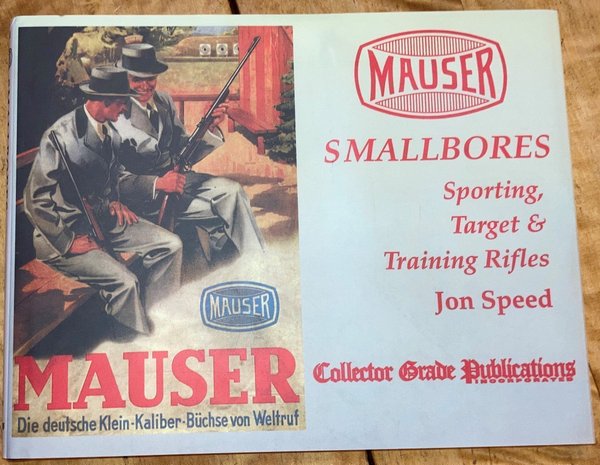 MAUSER
MAUSER
Die deutsche Klein-Kaliber-Büchse von Weltruf
MAUSER
SMALLBORES
Sporting,
Target &
Training Rifles
Jon Speed
Collector Grade Publications
INCORPORATED